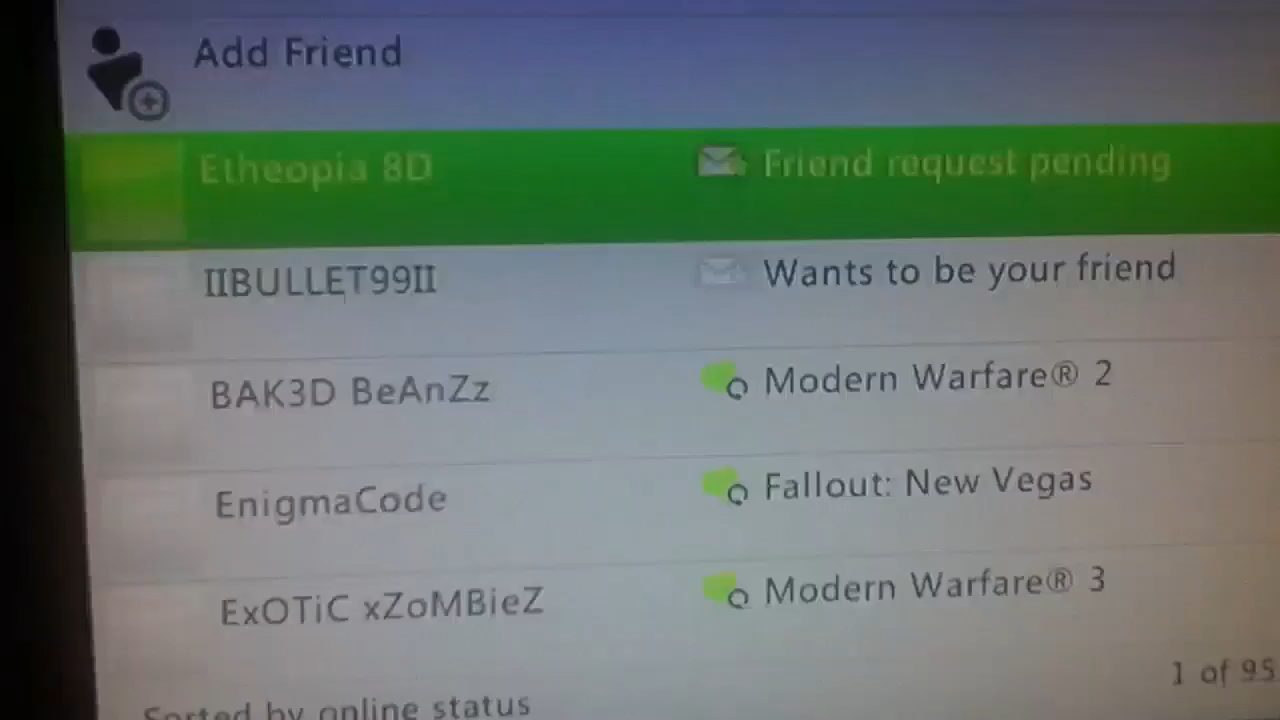 Add Friend
Etheopia 8D Friend request pending
IIBULLET99II Wants to be your friend
BAK3D BeAnZz Modern Warfare® 2
EnigmaCode Fallout: New Vegas
ExOTiC xZoMBieZ Modern Warfare® 3
1 of 95
Sorted by online status